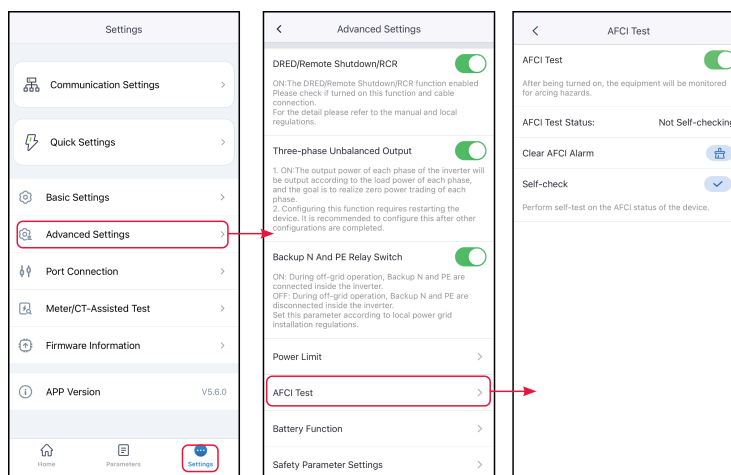 Settings
Communication Settings
Quick Settings
Basic Settings
Advanced Settings
Port Connection
Meter/CT-Assisted Test
Firmware Information
APP Version V5.6.0
Home Parameters Settings
Advanced Settings
DRED/Remote Shutdown/RCR
ON:The DRED/Remote Shutdown/RCR function enabled
Please check if turned on this function and cable
connection.
For the detail please refer to the manual and local
regulations.
Three-phase Unbalanced Output
1. ON:The output power of each phase of the inverter will
be output according to the load power of each phase,
and the goal is to realize zero power trading of each
phase.
2. Configuring this function requires restarting the
device. It is recommended to configure this after other
configurations are completed.
Backup N And PE Relay Switch
ON: During off-grid operation, Backup N and PE are
connected inside the inverter.
OFF: During off-grid operation, Backup N and PE are
disconnected inside the inverter.
Set this parameter according to local power grid
installation regulations.
Power Limit
AFCI Test
Battery Function
Safety Parameter Settings
AFCI Test
AFCI Test
After being turned on, the equipment will be monitored
for arcing hazards.
AFCI Test Status: Not Self-checking
Clear AFCI Alarm
Self-check
Perform self-test on the AFCI status of the device.